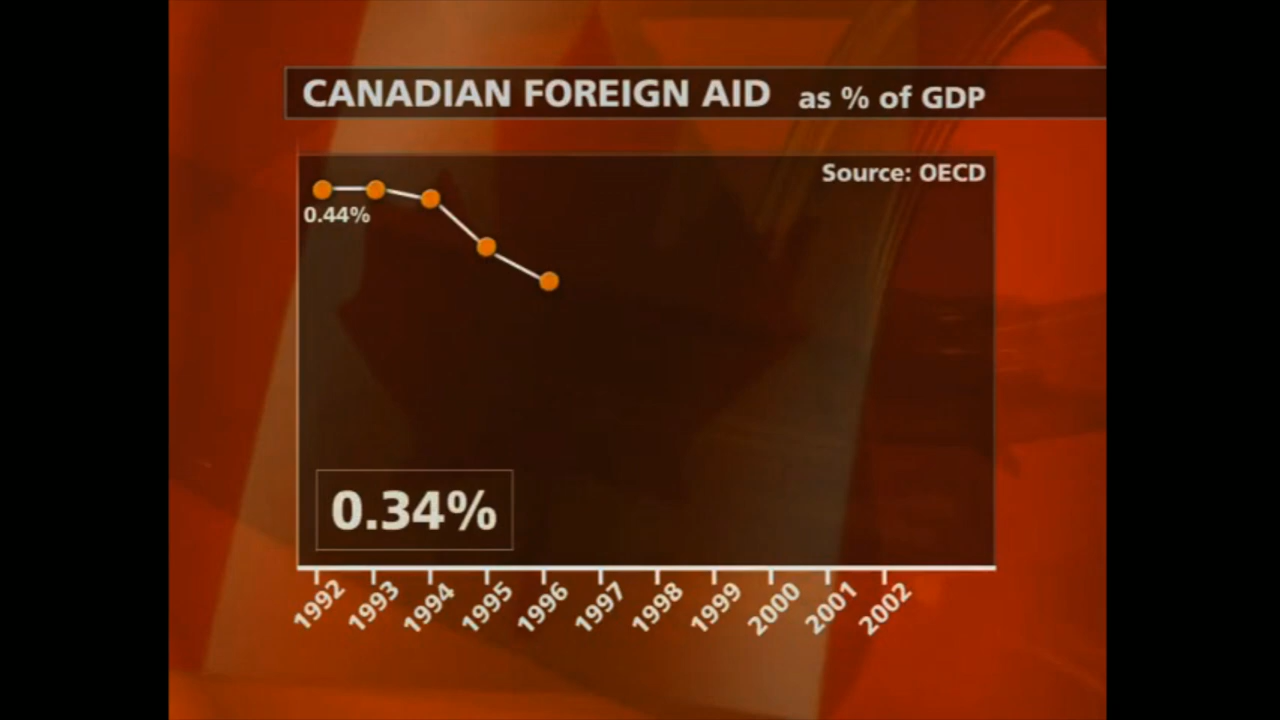 CANADIAN FOREIGN AID as % of GDP
Source: OECD
0.44%
0.34%
1992 1993 1994 1995 1996 1997 1998 1999 2000 2001 2002